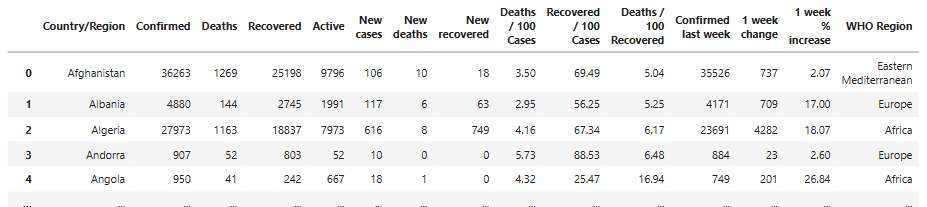 Country/Region Confirmed Deaths Recovered Active New cases New deaths New recovered Deaths / 100 Cases Recovered / 100 Cases Deaths / 100 Recovered Confirmed last week 1 week change 1 week % increase WHO Region
0 Afghanistan 36263 1269 25198 9796 106 10 18 3.50 69.49 5.04 35526 737 2.07 Eastern Mediterranean
1 Albania 4880 144 2745 1991 117 6 63 2.95 56.25 5.25 4171 709 17.00 Europe
2 Algeria 27973 1163 18837 7973 616 8 749 4.16 67.34 6.17 23691 4282 18.07 Africa
3 Andorra 907 52 803 52 10 0 0 5.73 88.53 6.48 884 23 2.60 Europe
4 Angola 950 41 242 667 18 1 0 4.32 25.47 16.94 749 201 26.84 Africa
... ... ... ... ... ... ... ... ... ... ... ... ... ... ... ...